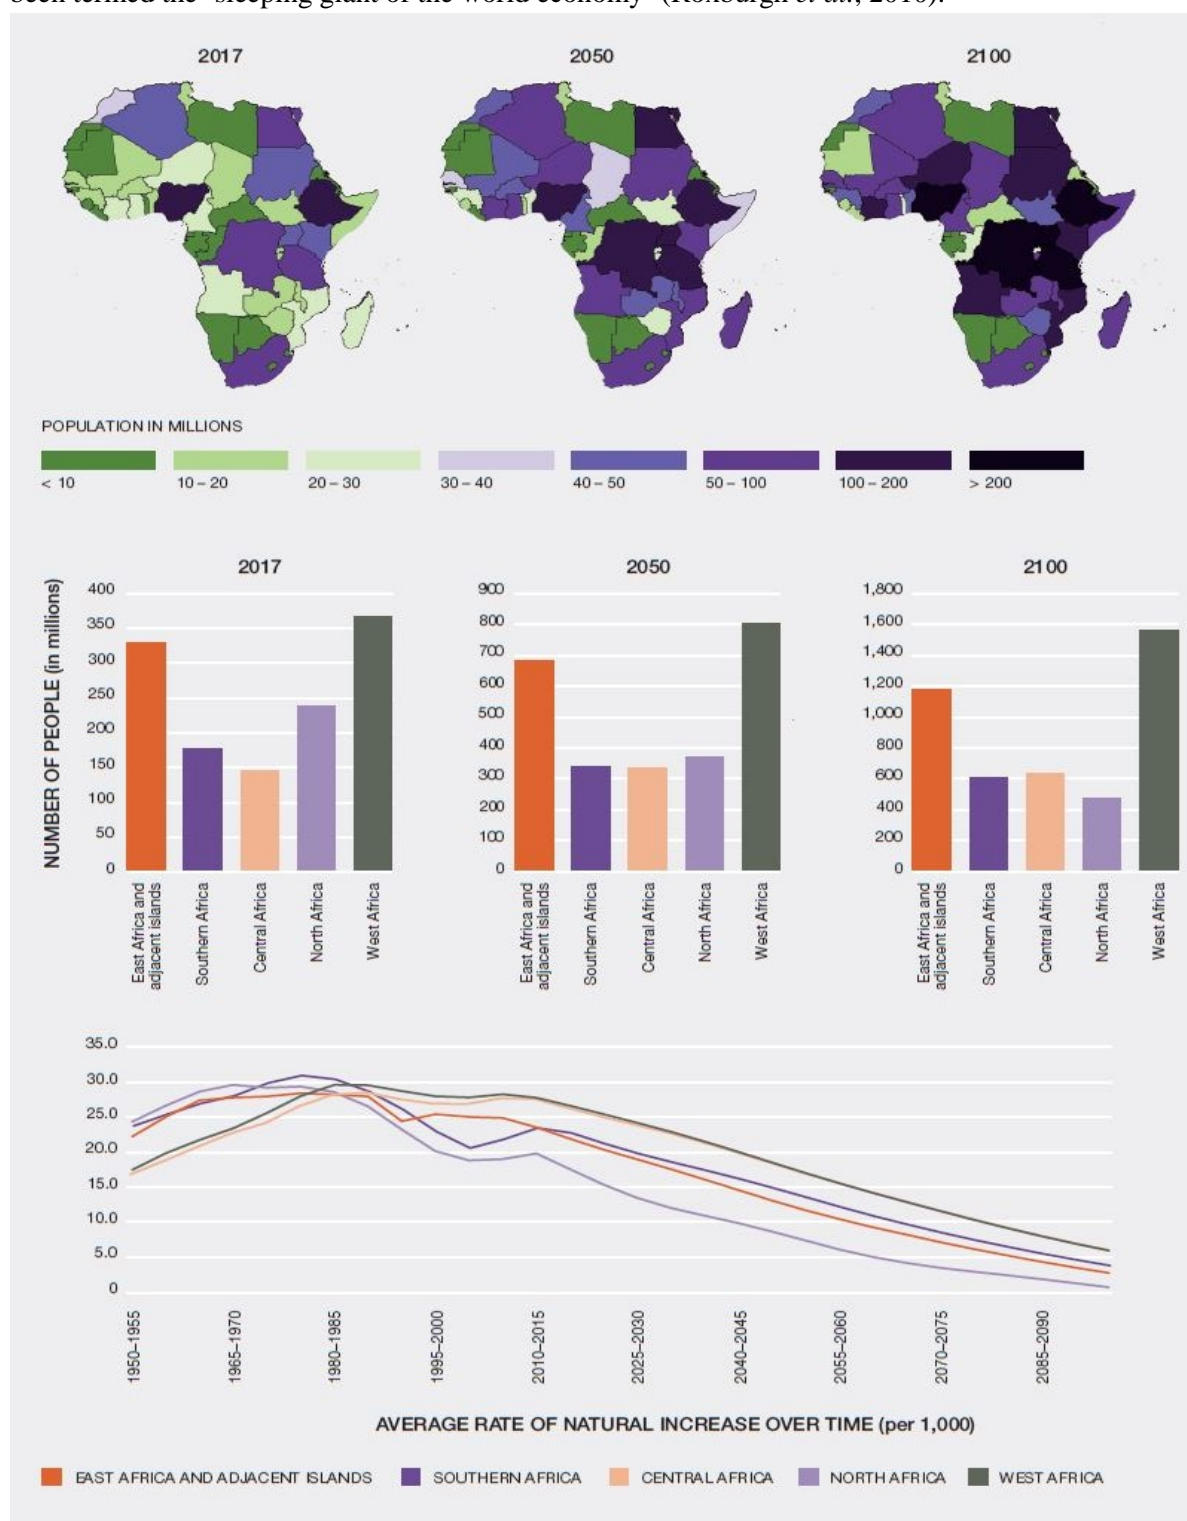 been termed the "sleeping giant of the world economy" (Roxburgh et al., 2010).
2017 2050 2100
POPULATION IN MILLIONS
< 10 10 – 20 20 – 30 30 – 40 40 – 50 50 – 100 100 – 200 > 200
2017 2050 2100
NUMBER OF PEOPLE (in millions)
400
350
300
250
200
150
100
50
0
East Africa and
adjacent islands
Southern Africa
Central Africa
North Africa
West Africa
900
800
700
600
500
400
300
200
100
0
East Africa and
adjacent islands
Southern Africa
Central Africa
North Africa
West Africa
1,800
1,600
1,400
1,200
1,000
800
600
400
200
0
East Africa and
adjacent islands
Southern Africa
Central Africa
North Africa
West Africa
35.0
30.0
25.0
20.0
15.0
10.0
5.0
0
1950–1955
1965–1970
1980–1985
1995–2000
2010–2015
2025–2030
2040–2045
2055–2060
2070–2075
2085–2090
AVERAGE RATE OF NATURAL INCREASE OVER TIME (per 1,000)
EAST AFRICA AND ADJACENT ISLANDS SOUTHERN AFRICA CENTRAL AFRICA NORTH AFRICA WEST AFRICA